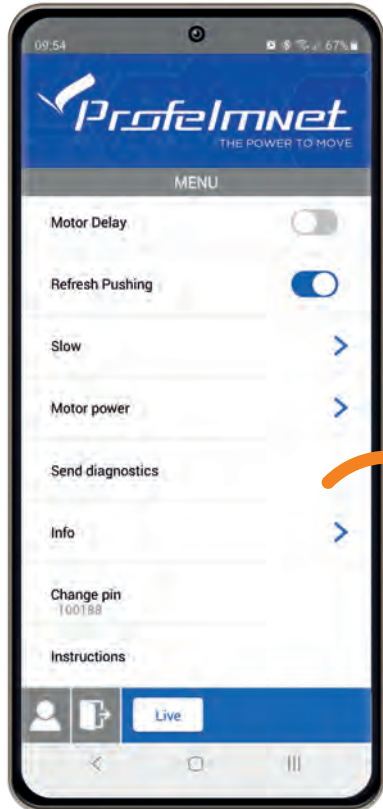 09:54
67%
Profelmnet
THE POWER TO MOVE
MENU
Motor Delay
Refresh Pushing
Slow
Motor power
Send diagnostics
Info
Change pin
100188
Instructions
Live